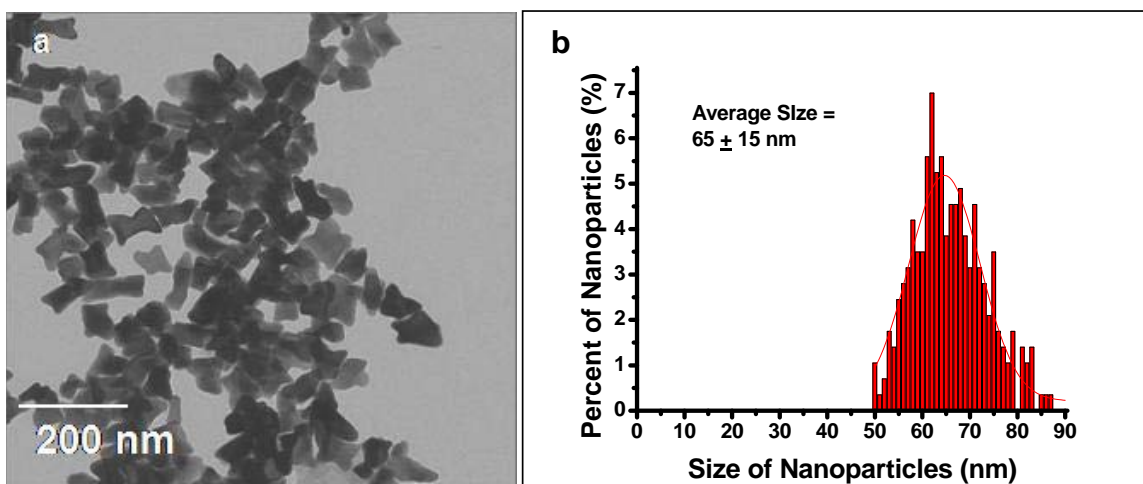 a
200 nm
b
Average SIze =
65 ± 15 nm
Percent of Nanoparticles (%)
7
6
5
4
3
2
1
0
0 10 20 30 40 50 60 70 80 90
Size of Nanoparticles (nm)